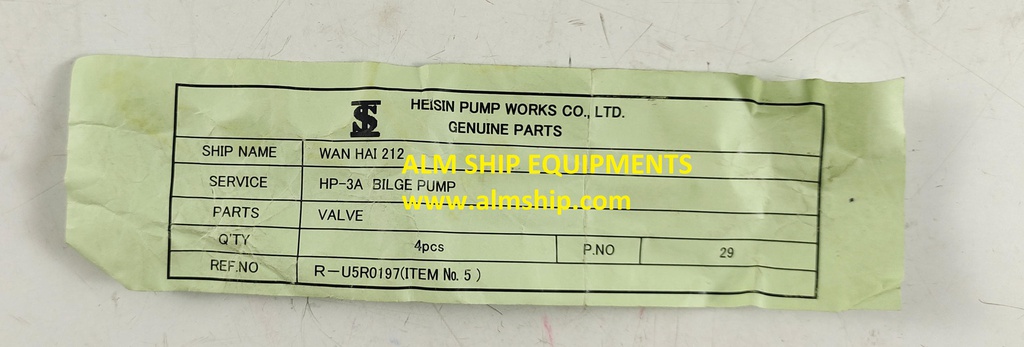 HEISIN PUMP WORKS CO., LTD.
GENUINE PARTS
SHIP NAME WAN HAI 212
ALM SHIP EQUIPMENTS
SERVICE HP-3A BILGE PUMP
www.almship.com
PARTS VALVE
Q'TY 4pcs P.NO 29
REF.NO R-U5R0197(ITEM No. 5)